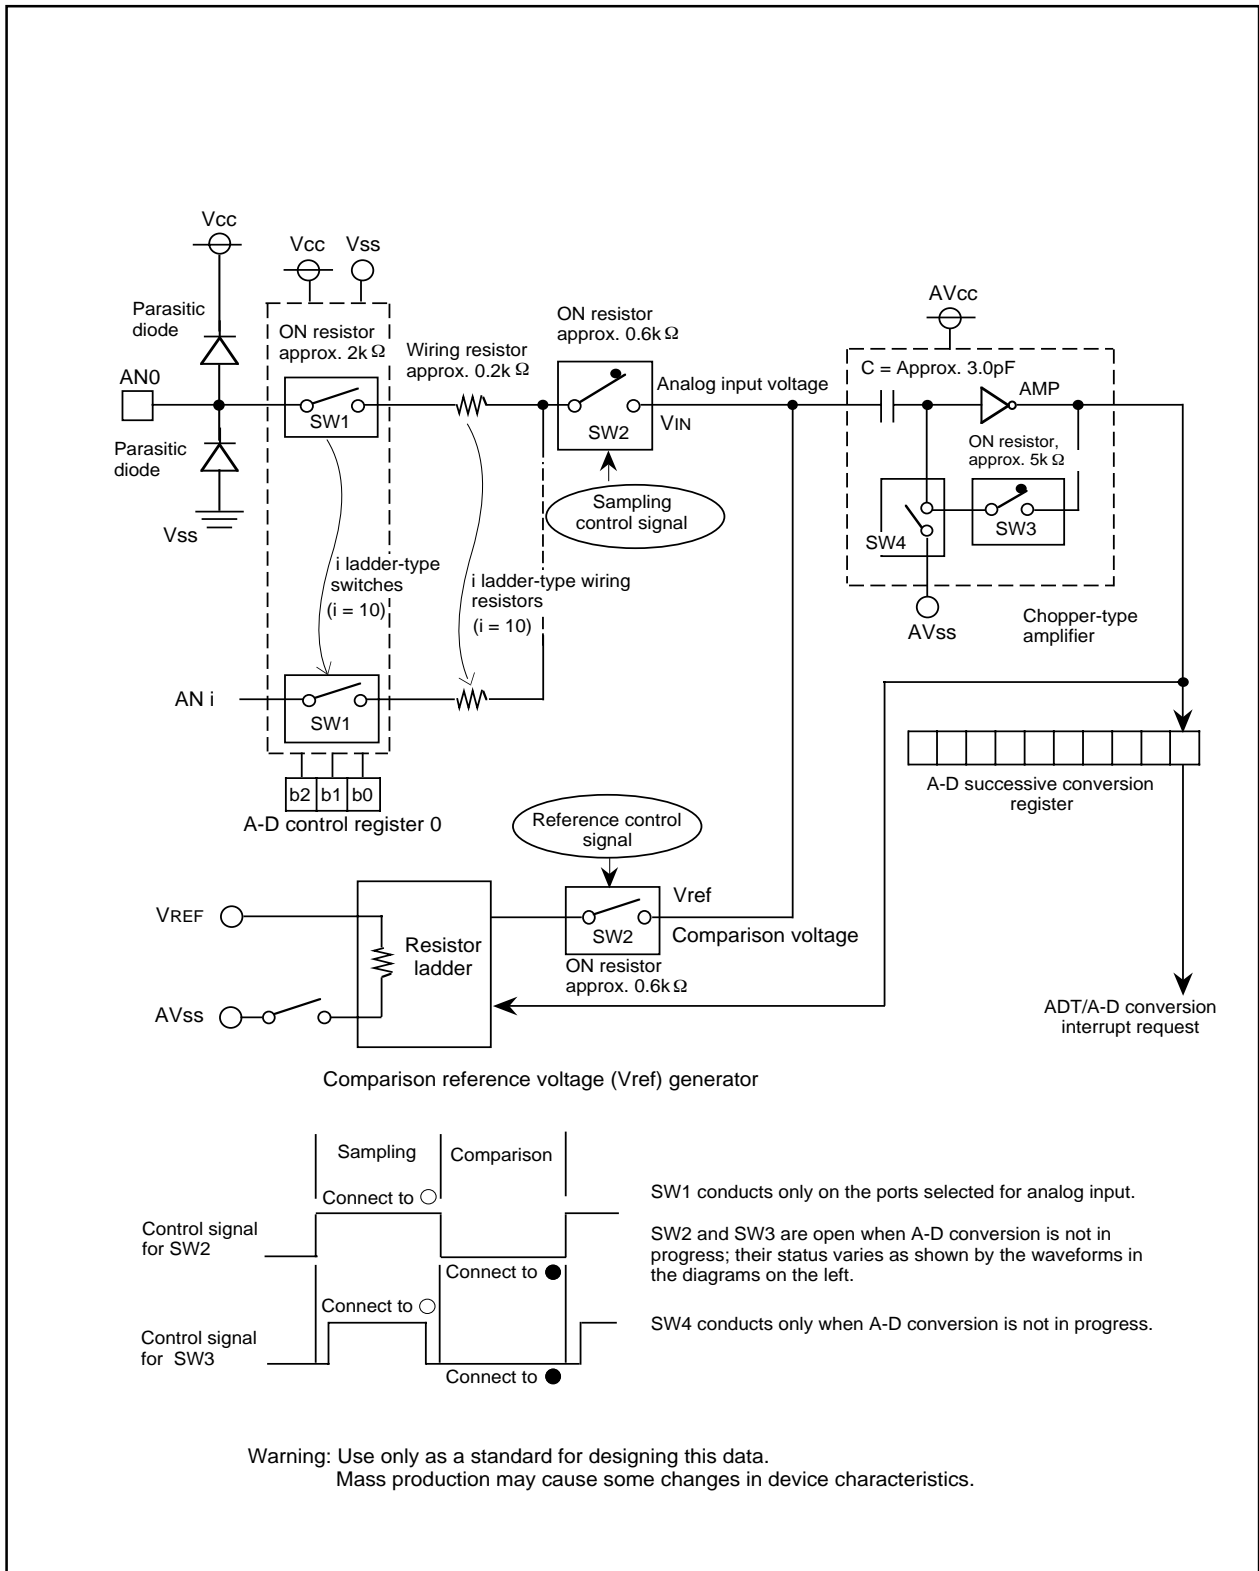 Vcc
Vcc
Vss
AVcc
Parasitic
diode
ON resistor
approx. 2kΩ
Wiring resistor
approx. 0.2kΩ
ON resistor
approx. 0.6kΩ
C = Approx. 3.0pF
AN0
SW1
Analog input voltage
SW2
VIN
AMP
Parasitic
diode
Vss
ON resistor,
approx. 5kΩ
Sampling
control signal
SW4
SW3
i ladder-type
switches
(i = 10)
i ladder-type wiring
resistors
(i = 10)
AVss
Chopper-type
amplifier
AN i
SW1
b2 b1 b0
A-D control register 0
A-D successive conversion
register
Reference control
signal
VREF
Resistor
ladder
SW2
Vref
Comparison voltage
ON resistor
approx. 0.6kΩ
AVss
ADT/A-D conversion
interrupt request
Comparison reference voltage (Vref) generator
Sampling
Comparison
Connect to ○
Control signal
for SW2
Connect to ●
Connect to ○
Control signal
for SW3
Connect to ●
SW1 conducts only on the ports selected for analog input.
SW2 and SW3 are open when A-D conversion is not in
progress; their status varies as shown by the waveforms in
the diagrams on the left.
SW4 conducts only when A-D conversion is not in progress.
Warning: Use only as a standard for designing this data.
Mass production may cause some changes in device characteristics.